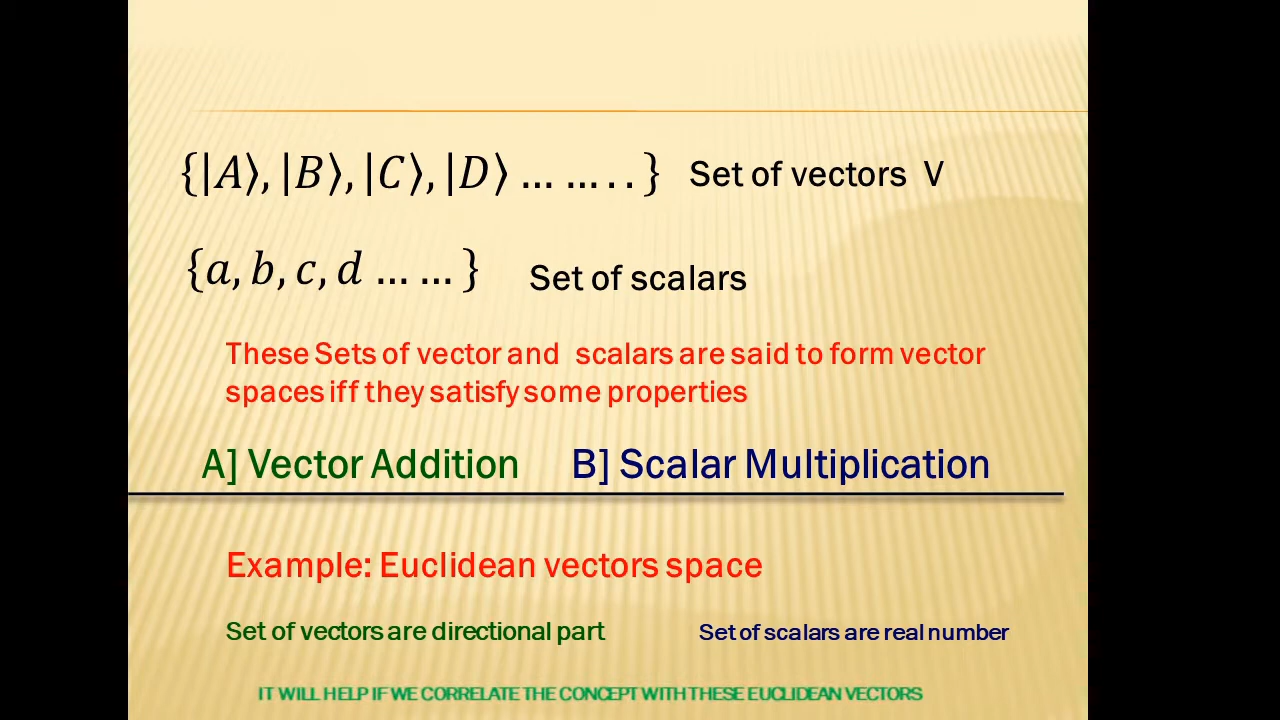 {|A⟩, |B⟩, |C⟩, |D⟩ … … . . } Set of vectors V
{a, b, c, d … … } Set of scalars
These Sets of vector and scalars are said to form vector
spaces iff they satisfy some properties
A] Vector Addition B] Scalar Multiplication
Example: Euclidean vectors space
Set of vectors are directional part Set of scalars are real number
IT WILL HELP IF WE CORRELATE THE CONCEPT WITH THESE EUCLIDEAN VECTORS